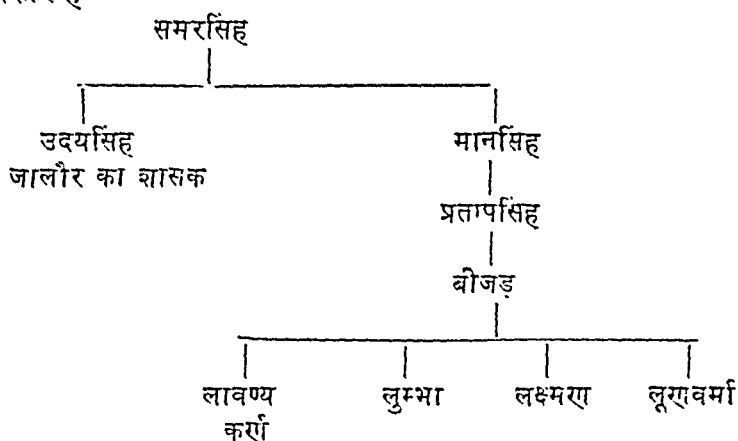 समरसिंह
उदयसिंह मानसिंह
जालौर का शासक
प्रतापसिंह
बीजड़
लावण्य लुम्भा लक्ष्मण लूणवर्मा
कर्ण